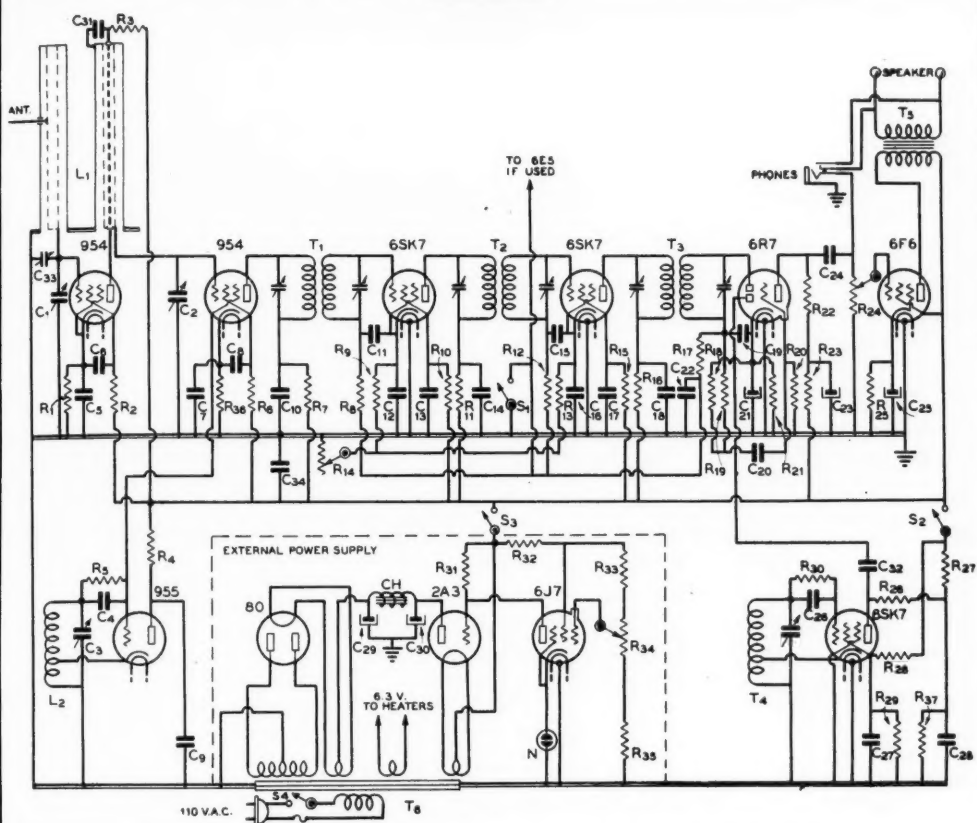 C31
R3
SPEAKER
T5
ANT.
L1
TO 6E5
IF USED
PHONES
954
954
T1
6SK7
T2
6SK7
T3
6R7
C24
6F6
C33
C1
C2
R22
R24
C6
C8
R9
C11
R10
R12
C15
R15
R17
R18
C19
R20
R23
R1
C5
R2
C7
R36
R6
C10
R7
R8
C12
C13
R11
C14
S1
R13
C16
C17
R16
C18
C22
C21
C23
R25
C25
C34
R14
R19
C20
R21
S3
S2
EXTERNAL POWER SUPPLY
R4
R5
955
C4
C3
L2
C9
80
CH
C29
C30
2A3
R31
R32
6J7
R33
R34
R35
N
6.3 V.
TO HEATERS
C32
R27
R30
R26
C26
6SK7
R28
T4
R29
R37
C27
C28
110 V.A.C.
S4
T6